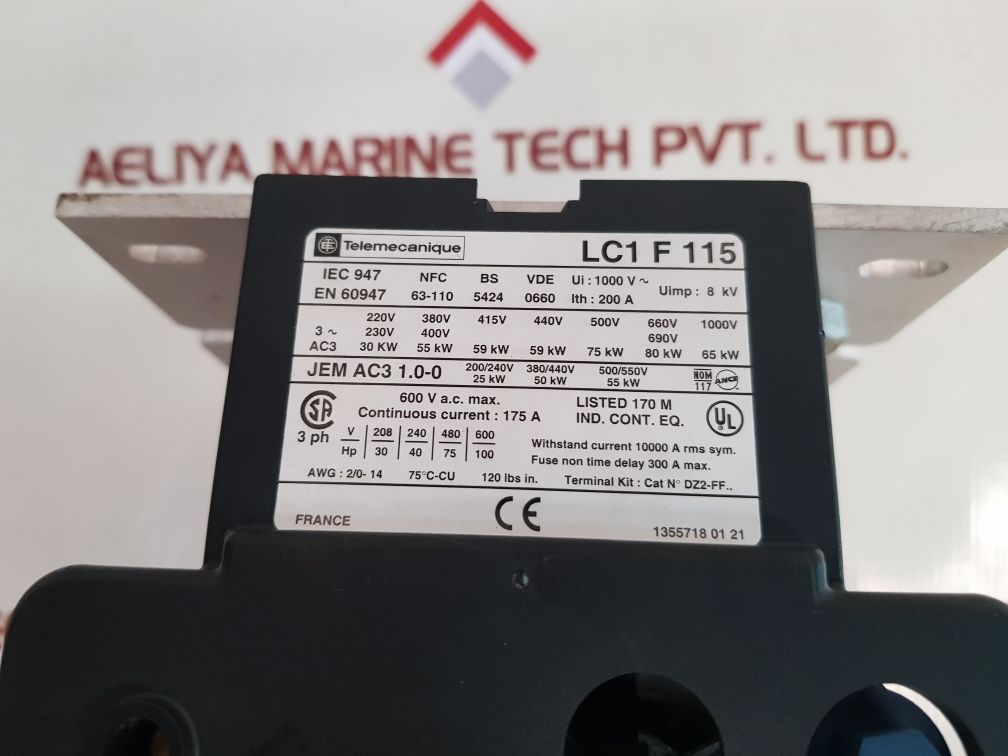 AELIYA MARINE TECH PVT. LTD.
Telemecanique LC1 F 115
IEC 947 NFC BS VDE Ui : 1000 V ~ Uimp : 8 kV
EN 60947 63-110 5424 0660 Ith : 200 A
220V 380V 415V 440V 500V 660V 1000V
3 ~ 230V 400V 690V
AC3 30 KW 55 kW 59 kW 59 kW 75 kW 80 kW 65 kW
JEM AC3 1.0-0 200/240V 380/440V 500/550V NOM ANCE
25 kW 50 kW 55 kW 117
600 V a.c. max. LISTED 170 M
SA Continuous current : 175 A IND. CONT. EQ. UL
3 ph V 208 240 480 600 Withstand current 10000 A rms sym.
Hp 30 40 75 100 Fuse non time delay 300 A max.
AWG : 2/0- 14 75°C-CU 120 lbs in. Terminal Kit : Cat N° DZ2-FF..
FRANCE CE 1355718 01 21